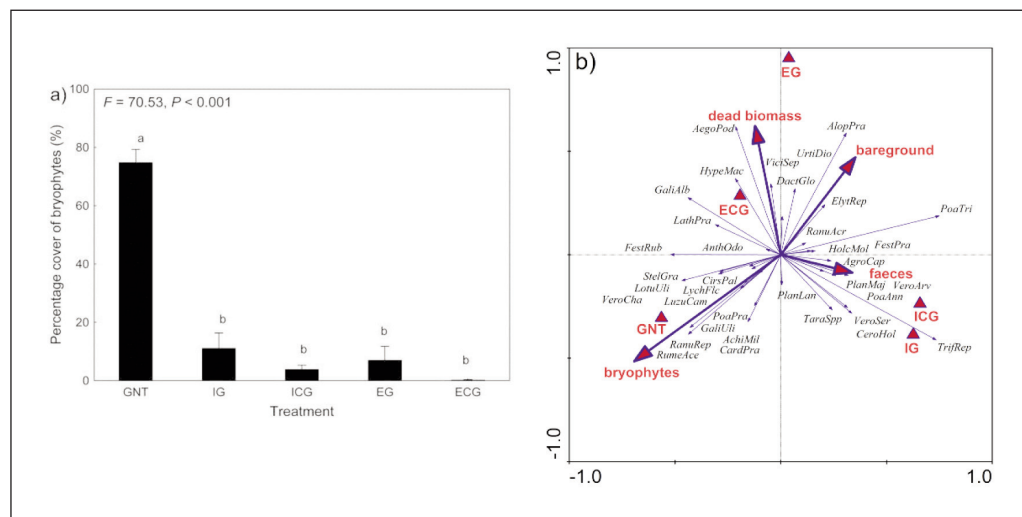 a)
F = 70.53, P < 0.001
Percentage cover of bryophytes (%)
100
80
60
40
20
0
a
b
b
b
b
GNT IG ICG EG ECG
Treatment
b)
1.0
-1.0
-1.0
1.0
EG
dead biomass
AegoPod
AlopPra
UrtiDio
bareground
ViciSep
HypeMac
DactGlo
GaliAlb
ECG
ElytRep
PoaTri
LathPra
RanuAcr
FestRub
AnthOdo
HolcMol
FestPra
AgroCap
faeces
StelGra
CirsPal
LotuUli
LychFlc
PlanLan
PlanMaj
VeroArv
VeroCha
LuzuCam
PoaAnn
ICG
GNT
PoaPra
TaraSpp
VeroSer
GaliUli
CeroHol
IG
RanuRep
AchiMil
TrifRep
RumeAce
CardPra
bryophytes